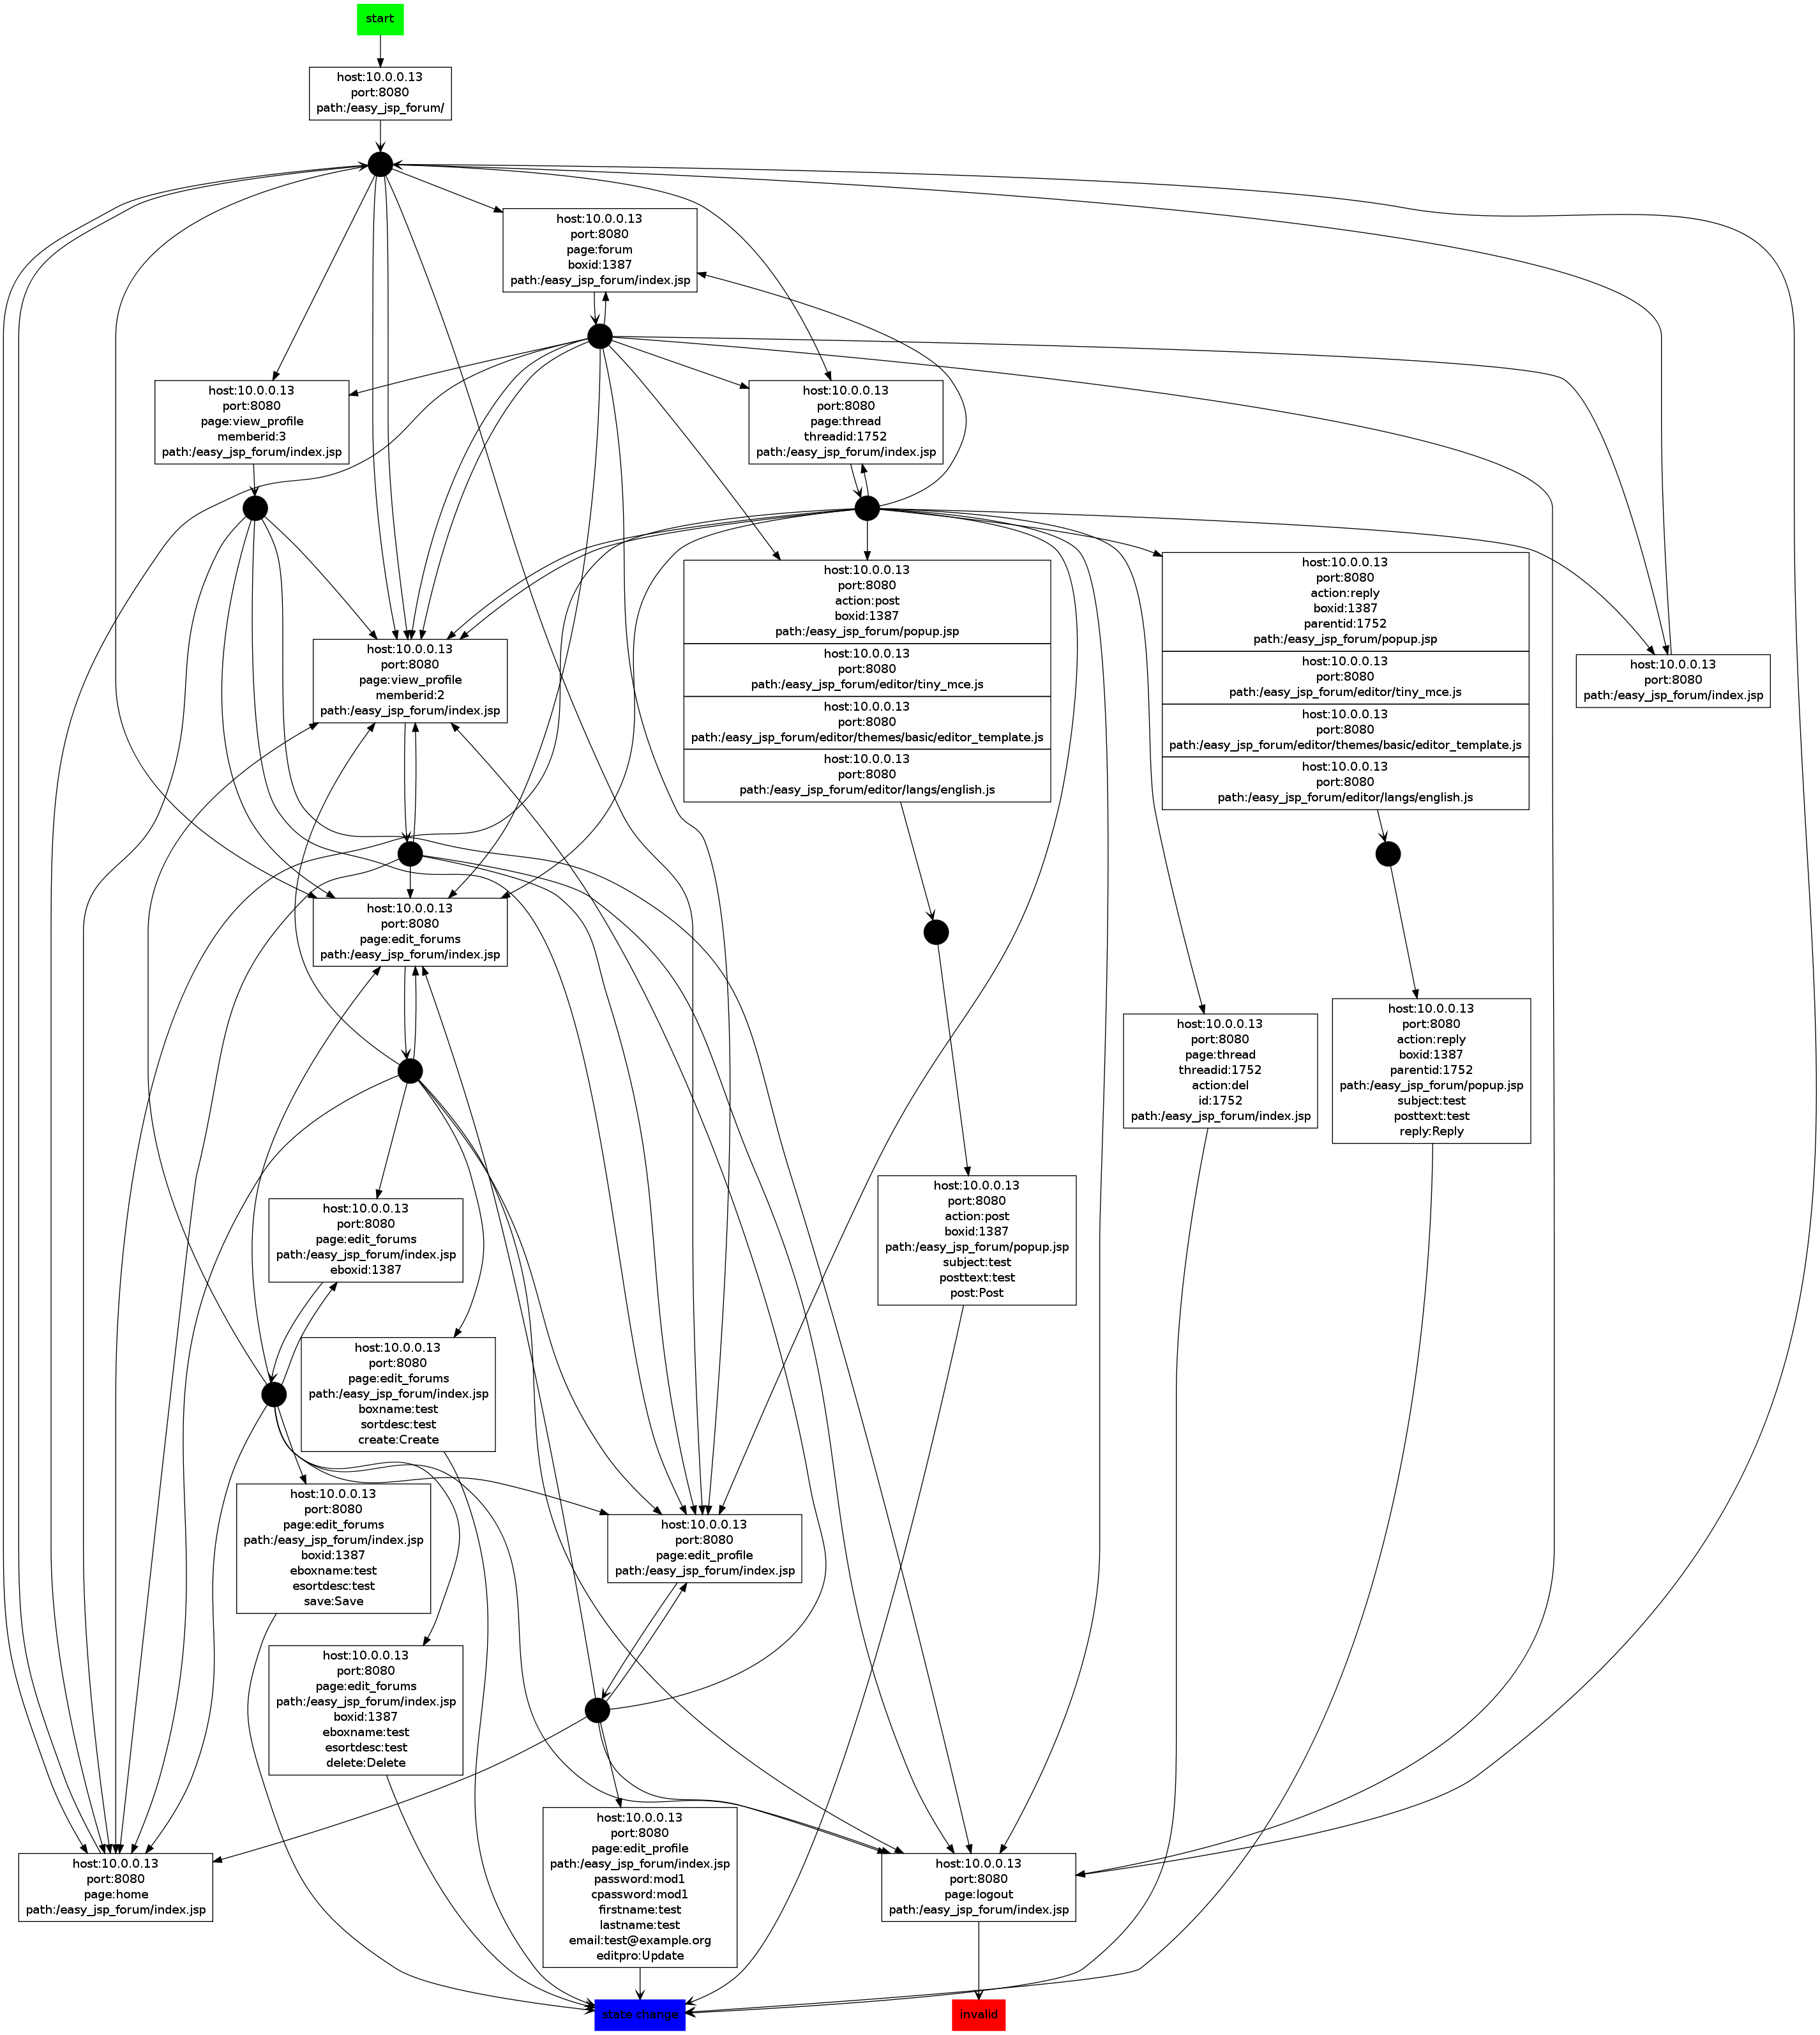 start
host:10.0.0.13
port:8080
path:/easy_jsp_forum/
host:10.0.0.13
port:8080
page:forum
boxid:1387
path:/easy_jsp_forum/index.jsp
host:10.0.0.13
port:8080
page:view_profile
memberid:3
path:/easy_jsp_forum/index.jsp
host:10.0.0.13
port:8080
page:thread
threadid:1752
path:/easy_jsp_forum/index.jsp
host:10.0.0.13
port:8080
action:post
boxid:1387
path:/easy_jsp_forum/popup.jsp
host:10.0.0.13
port:8080
path:/easy_jsp_forum/editor/tiny_mce.js
host:10.0.0.13
port:8080
path:/easy_jsp_forum/editor/themes/basic/editor_template.js
host:10.0.0.13
port:8080
path:/easy_jsp_forum/editor/langs/english.js
host:10.0.0.13
port:8080
action:reply
boxid:1387
parentid:1752
path:/easy_jsp_forum/popup.jsp
host:10.0.0.13
port:8080
path:/easy_jsp_forum/editor/tiny_mce.js
host:10.0.0.13
port:8080
path:/easy_jsp_forum/editor/themes/basic/editor_template.js
host:10.0.0.13
port:8080
path:/easy_jsp_forum/editor/langs/english.js
host:10.0.0.13
port:8080
path:/easy_jsp_forum/index.jsp
host:10.0.0.13
port:8080
page:view_profile
memberid:2
path:/easy_jsp_forum/index.jsp
host:10.0.0.13
port:8080
page:edit_forums
path:/easy_jsp_forum/index.jsp
host:10.0.0.13
port:8080
page:thread
threadid:1752
action:del
id:1752
path:/easy_jsp_forum/index.jsp
host:10.0.0.13
port:8080
action:reply
boxid:1387
parentid:1752
path:/easy_jsp_forum/popup.jsp
subject:test
posttext:test
reply:Reply
host:10.0.0.13
port:8080
page:edit_forums
path:/easy_jsp_forum/index.jsp
eboxid:1387
host:10.0.0.13
port:8080
action:post
boxid:1387
path:/easy_jsp_forum/popup.jsp
subject:test
posttext:test
post:Post
host:10.0.0.13
port:8080
page:edit_forums
path:/easy_jsp_forum/index.jsp
boxname:test
sortdesc:test
create:Create
host:10.0.0.13
port:8080
page:edit_forums
path:/easy_jsp_forum/index.jsp
boxid:1387
eboxname:test
esortdesc:test
save:Save
host:10.0.0.13
port:8080
page:edit_profile
path:/easy_jsp_forum/index.jsp
host:10.0.0.13
port:8080
page:edit_forums
path:/easy_jsp_forum/index.jsp
boxid:1387
eboxname:test
esortdesc:test
delete:Delete
host:10.0.0.13
port:8080
page:home
path:/easy_jsp_forum/index.jsp
host:10.0.0.13
port:8080
page:edit_profile
path:/easy_jsp_forum/index.jsp
password:mod1
cpassword:mod1
firstname:test
lastname:test
email:test@example.org
editpro:Update
host:10.0.0.13
port:8080
page:logout
path:/easy_jsp_forum/index.jsp
state change
invalid